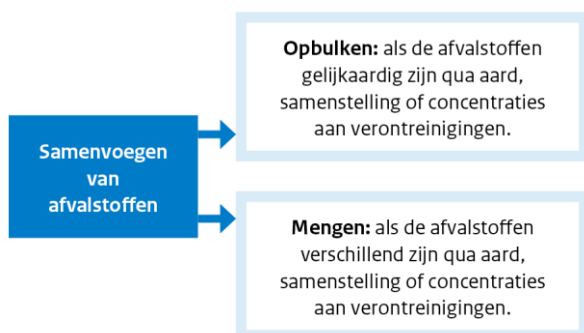 Samenvoegen
van
afvalstoffen
Opbulken: als de afvalstoffen
gelijkaardig zijn qua aard,
samenstelling of concentraties
aan verontreinigingen.
Mengen: als de afvalstoffen
verschillend zijn qua aard,
samenstelling of concentraties
aan verontreinigingen.